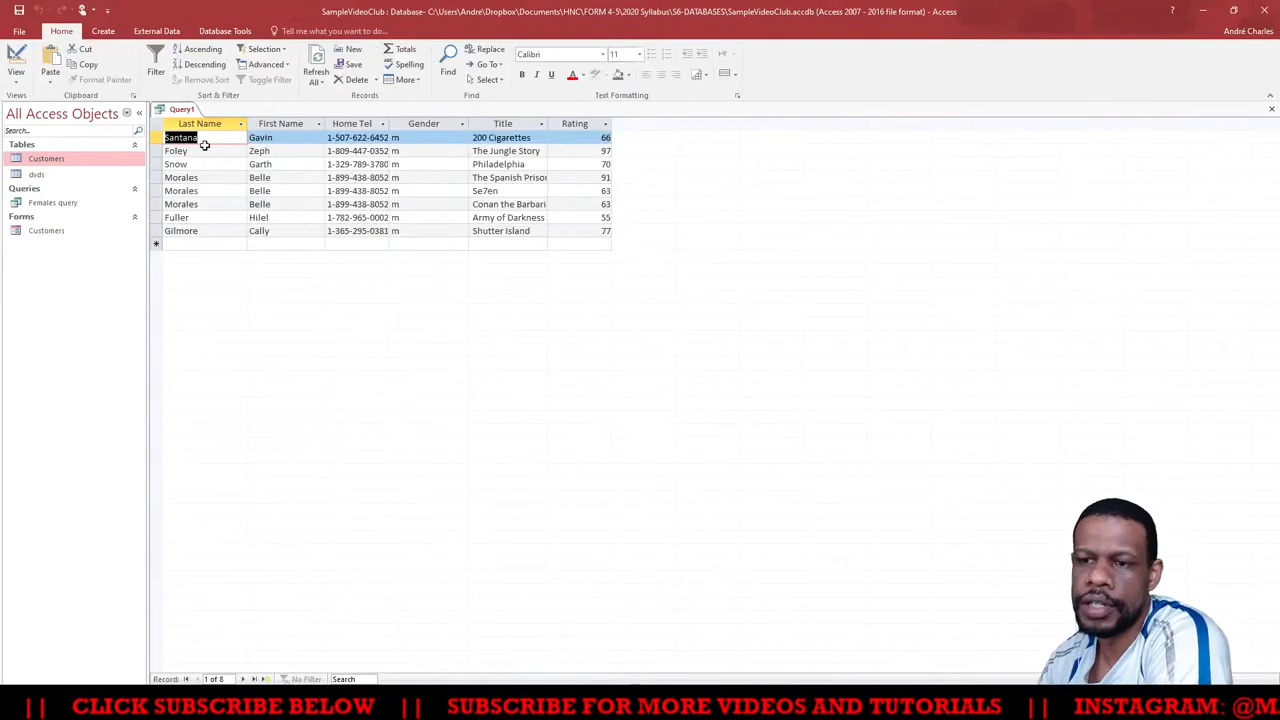 SampleVideoClub : Database- C:\Users\Andre\Dropbox\Documents\HNC\FORM 4-5\2020 Syllabus\S6-DATABASES\SampleVideoClub.accdb (Access 2007 - 2016 file format) - Access
File Home Create External Data Database Tools Tell me what you want to do... André Charles
View
Views
Paste
Cut
Copy
Format Painter
Clipboard
Filter
Ascending
Descending
Remove Sort
Selection
Advanced
Toggle Filter
Sort & Filter
Refresh
All
New
Save
Delete
Totals
Spelling
More
Records
Find
Replace
Go To
Select
Find
Calibri 11
B I U A
Text Formatting
All Access Objects
Search...
Tables
Customers
dvds
Queries
Females query
Forms
Customers
Query1
Last Name First Name Home Tel Gender Title Rating
Santana Gavin 1-507-622-6452 m 200 Cigarettes 66
Foley Zeph 1-809-447-0352 m The Jungle Story 97
Snow Garth 1-329-789-3780 m Philadelphia 70
Morales Belle 1-899-438-8052 m The Spanish Prison 91
Morales Belle 1-899-438-8052 m Se7en 63
Morales Belle 1-899-438-8052 m Conan the Barbari 63
Fuller Hilel 1-782-965-0002 m Army of Darkness 55
Gilmore Cally 1-365-295-0381 m Shutter Island 77
Record: 1 of 8 No Filter Search
|| CLICK SUBSCRIBE BELOW || SUBSCRIBE FOR MORE VIDEOS AND TUTORIALS || INSTAGRAM: @M